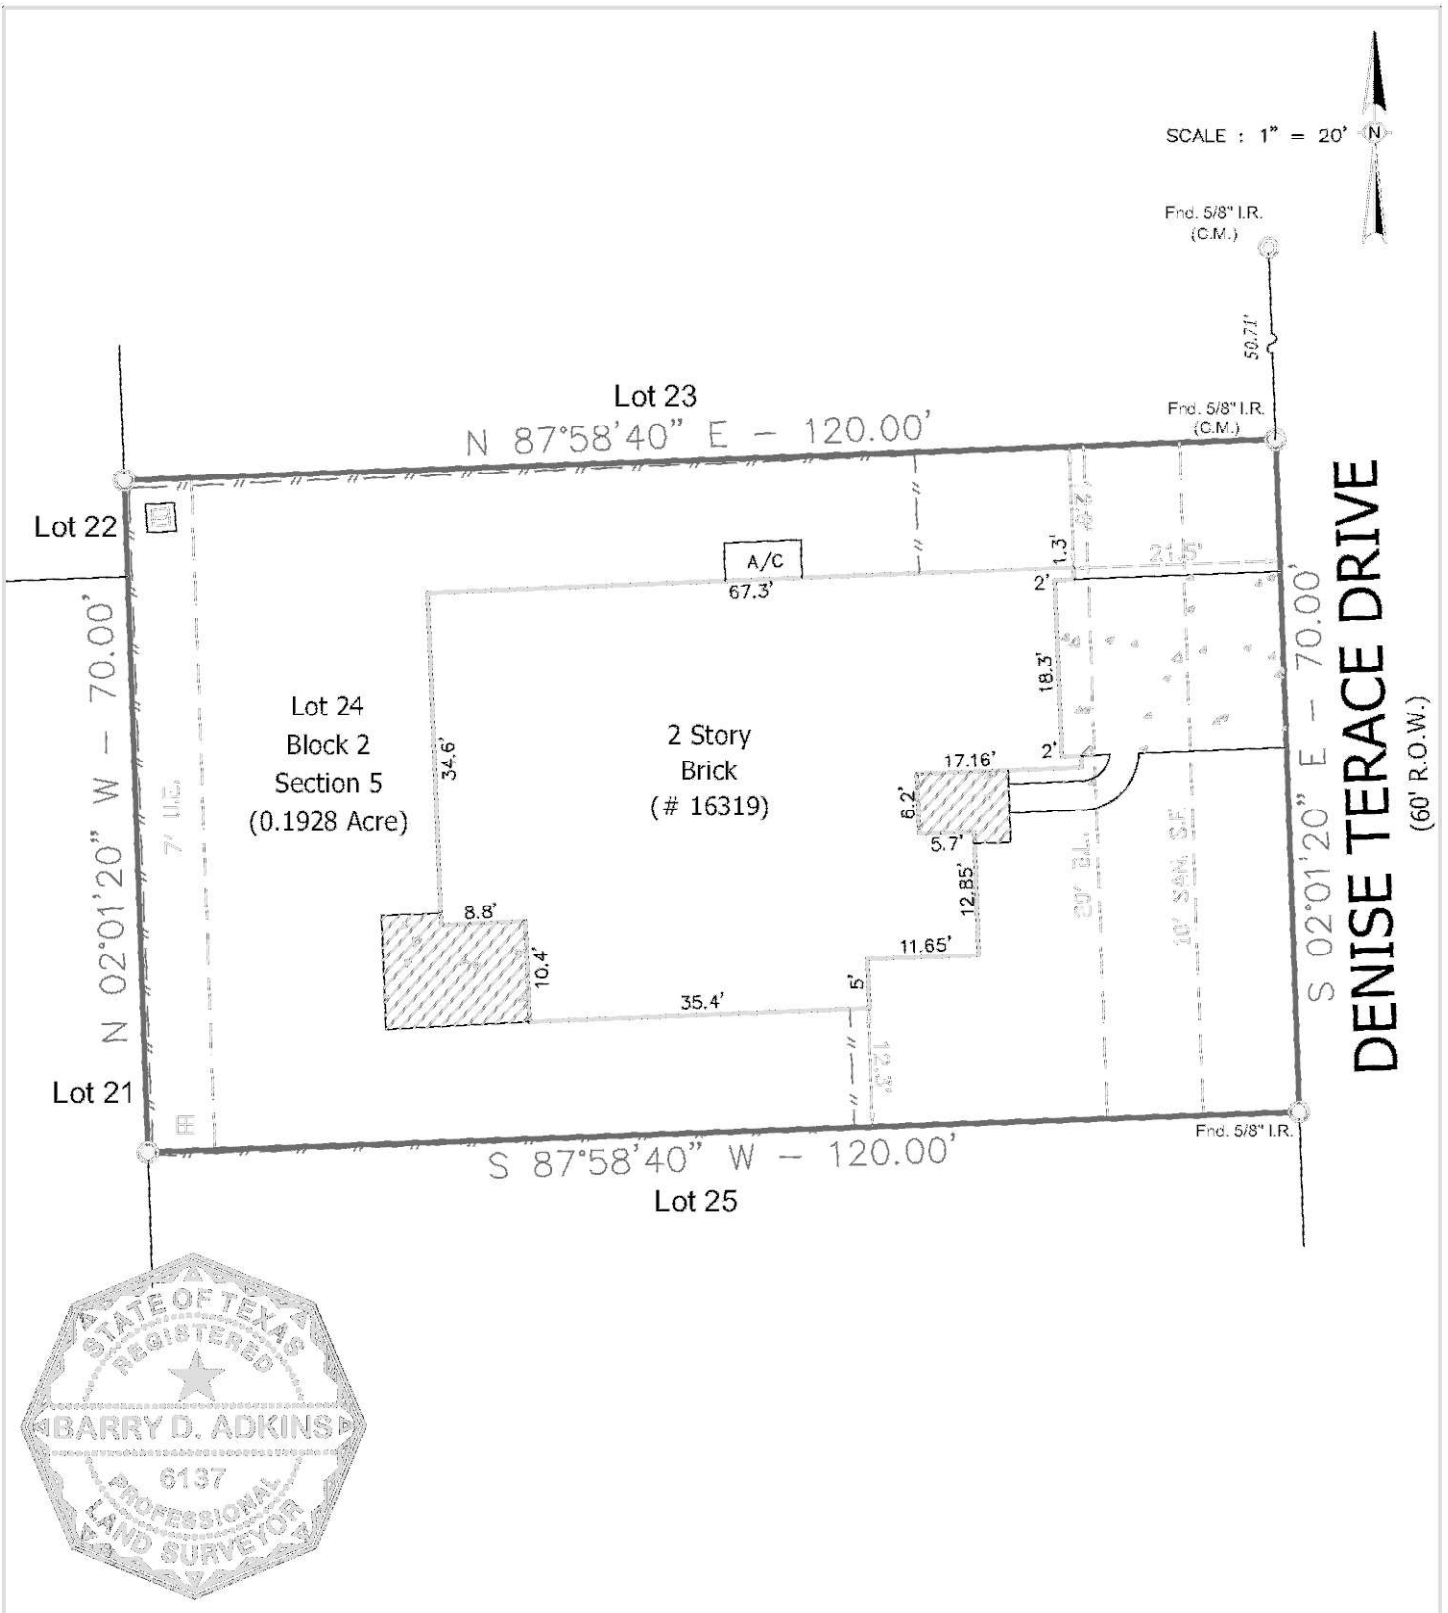 SCALE : 1" = 20'
N
Fnd. 5/8" I.R.
(C.M.)
50.71'
Lot 23
N 87°58'40" E - 120.00'
Fnd. 5/8" I.R.
(C.M.)
Lot 22
A/C
67.3'
1.3'
21.5'
2'
18.3'
2'
N 02°01'20" W - 70.00'
7' U.E.
Lot 24
Block 2
Section 5
(0.1928 Acre)
34.6'
2 Story
Brick
(# 16319)
17.16'
6.2'
5.7'
12.85'
20' B.L.
10' SAN. S.F.
S 02°01'20" E - 70.00'
DENISE TERACE DRIVE
(60' R.O.W.)
8.8'
10.4'
11.65'
5'
35.4'
12.3'
Lot 21
Fnd. 5/8" I.R.
S 87°58'40" W - 120.00'
Lot 25
STATE OF TEXAS
REGISTERED
BARRY D. ADKINS
6137
PROFESSIONAL
LAND SURVEYOR